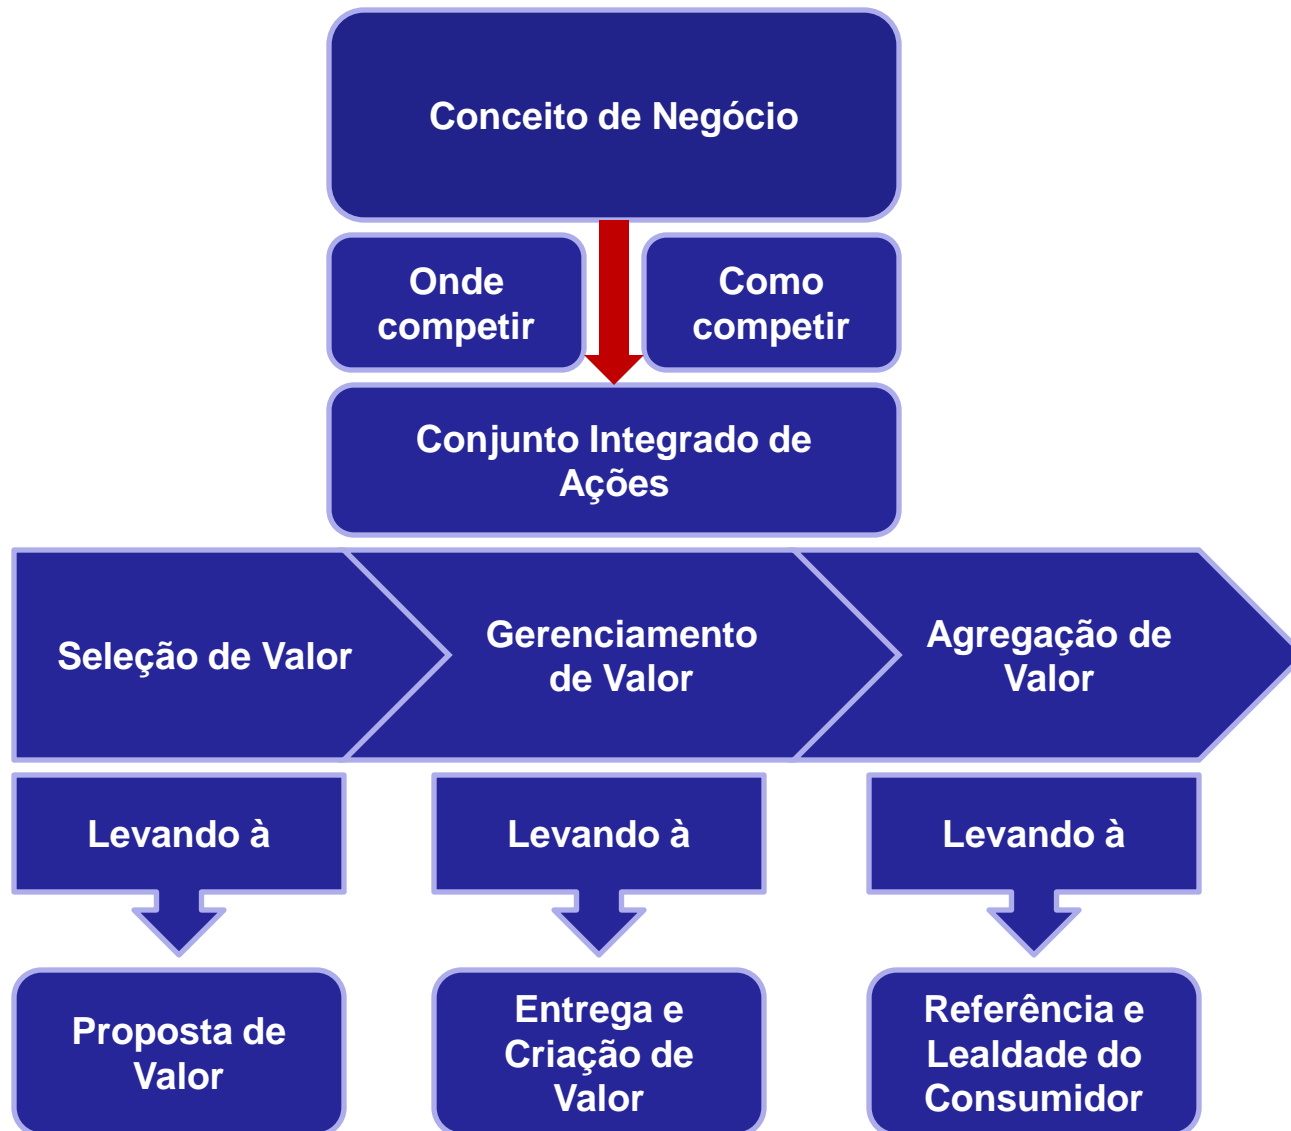 Conceito de Negócio
Onde
competir
Como
competir
Conjunto Integrado de
Ações
Seleção de Valor
Gerenciamento
de Valor
Agregação de
Valor
Levando à
Levando à
Levando à
Proposta de
Valor
Entrega e
Criação de
Valor
Referência e
Lealdade do
Consumidor